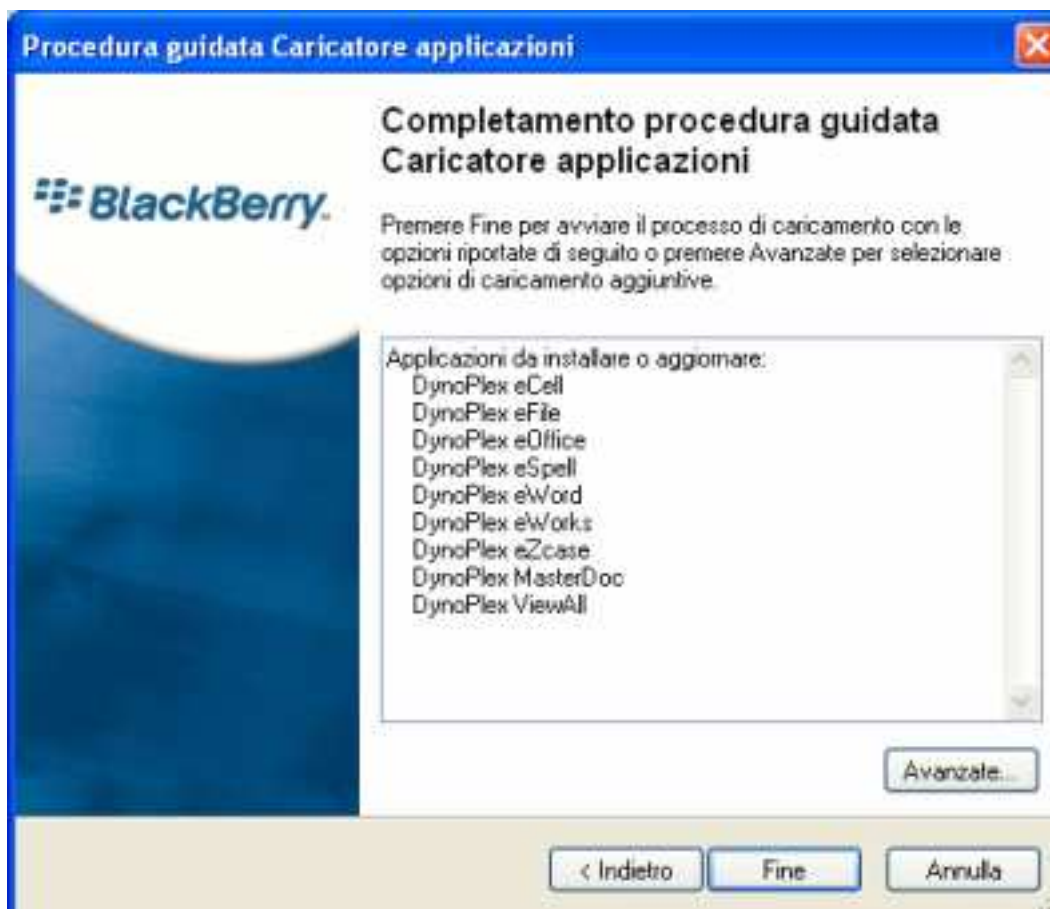 Procedura guidata Caricatore applicazioni
BlackBerry.
Completamento procedura guidata
Caricatore applicazioni
Premere Fine per avviare il processo di caricamento con le
opzioni riportate di seguito o premere Avanzate per selezionare
opzioni di caricamento aggiuntive.
Applicazioni da installare o aggiornare:
DynoPlex eCell
DynoPlex eFile
DynoPlex eOffice
DynoPlex eSpell
DynoPlex eWord
DynoPlex eWorks
DynoPlex eZcase
DynoPlex MasterDoc
DynoPlex ViewAll
Avanzate...
< Indietro
Fine
Annulla